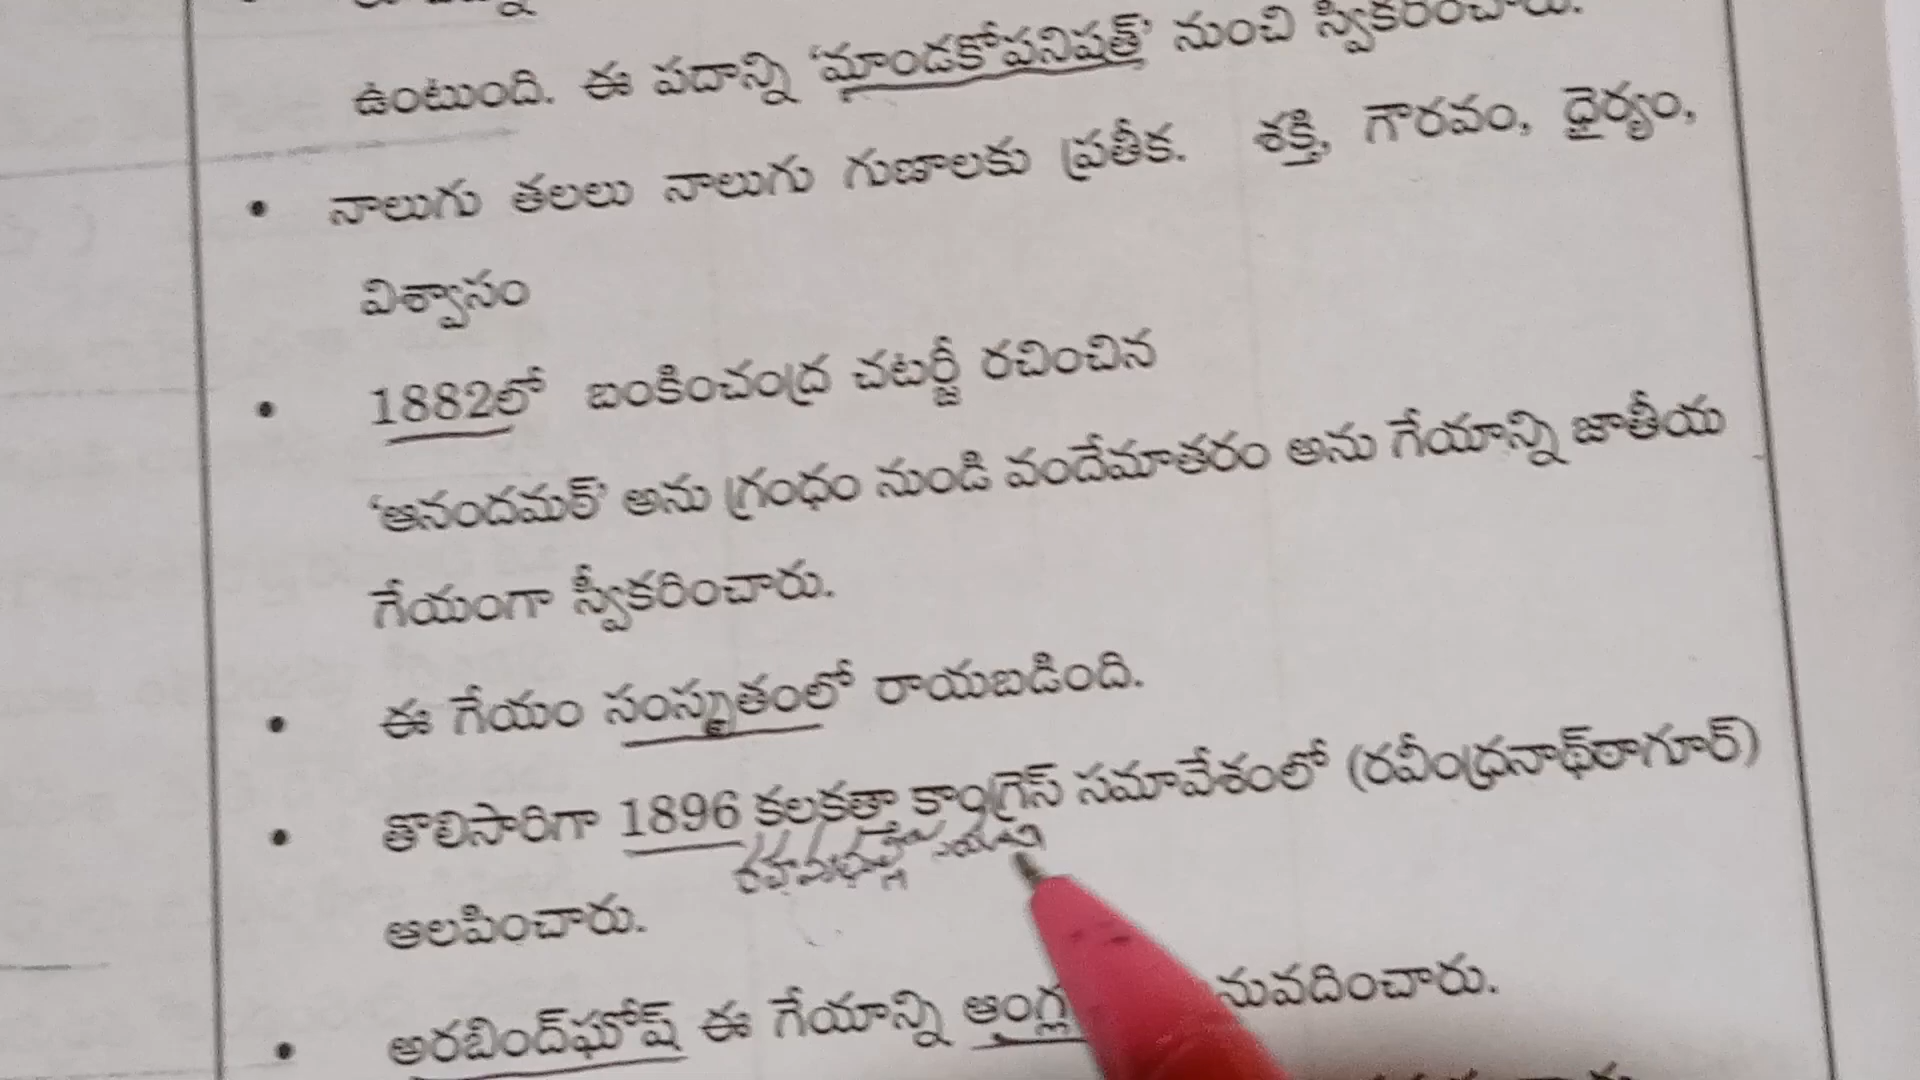 ఉంటుంది. ఈ పదాన్ని ‘మాండకోపనిషత్’ నుంచి స్వీకరించారు.
• నాలుగు తలలు నాలుగు గుణాలకు ప్రతీక. శక్తి, గౌరవం, ధైర్యం,
విశ్వాసం
• 1882లో బంకించంద్ర చటర్జీ రచించిన
‘ఆనందమఠ్’ అను గ్రంధం నుండి వందేమాతరం అను గేయాన్ని జాతీయ
గేయంగా స్వీకరించారు.
• ఈ గేయం సంస్కృతంలో రాయబడింది.
• తొలిసారిగా 1896 కలకత్తా కాంగ్రెస్ సమావేశంలో (రవీంద్రనాథ్‌ఠాగూర్)
ఆలపించారు.
• అరబింద్‌ఘోష్ ఈ గేయాన్ని ఆంగ్ల నువదించారు.